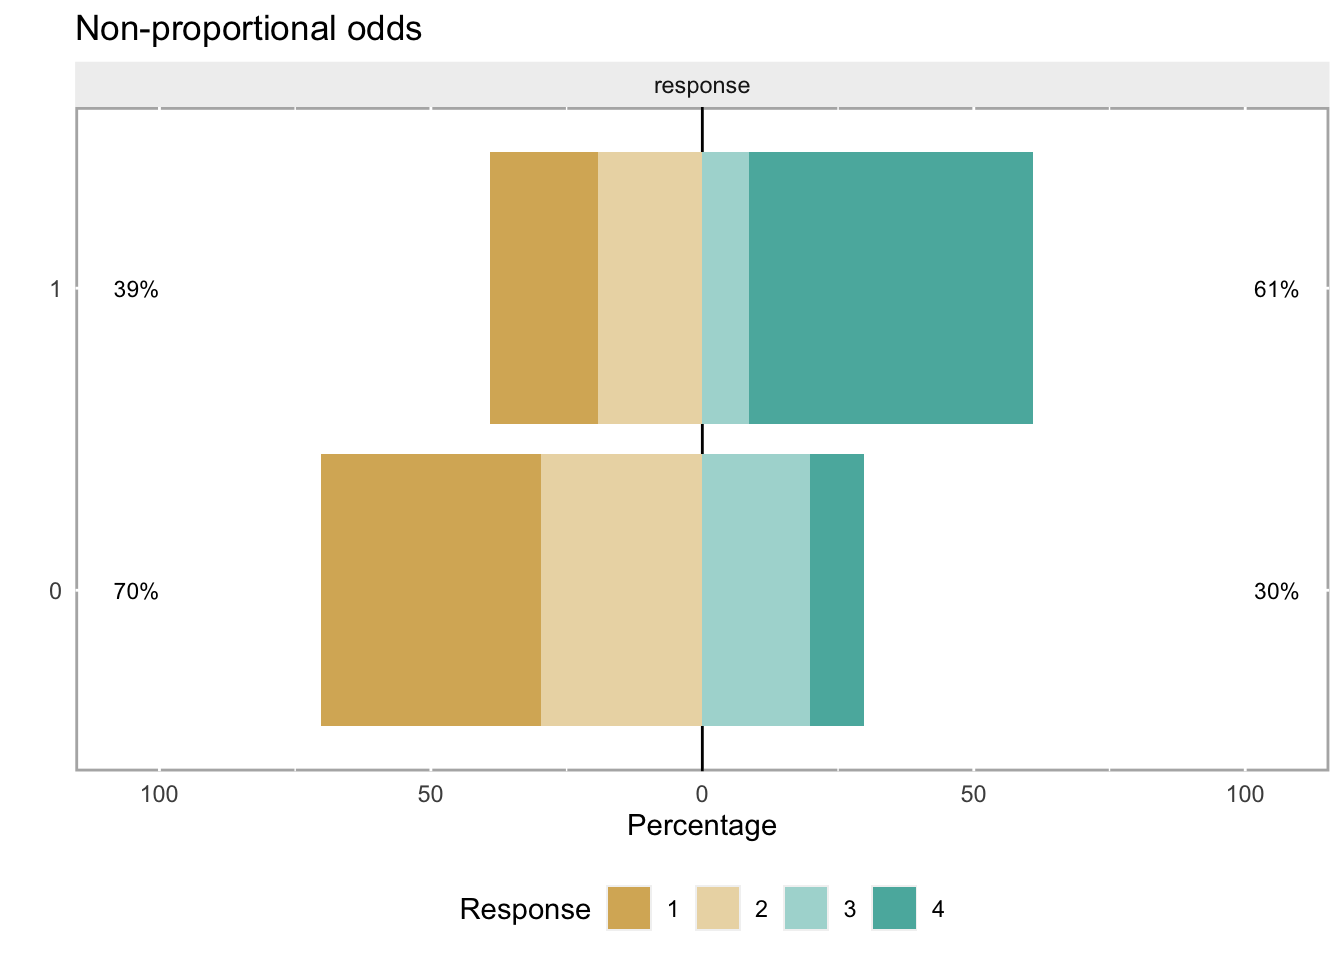 Non-proportional odds
response
1 39% 61%
0 70% 30%
100 50 0 50 100
Percentage
Response 1 2 3 4